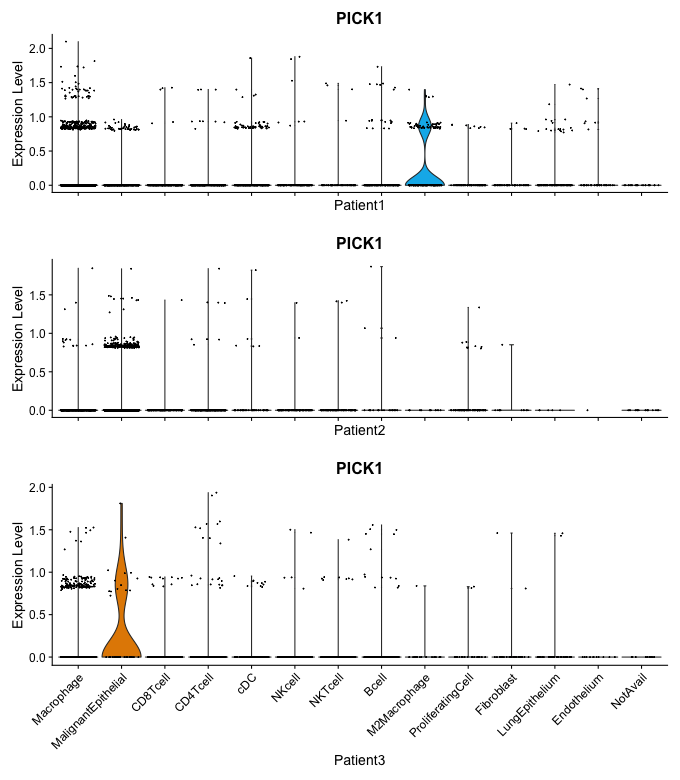 PICK1
Expression Level
2.0
1.5
1.0
0.5
0.0
Patient1
PICK1
Expression Level
1.5
1.0
0.5
0.0
Patient2
PICK1
Expression Level
2.0
1.5
1.0
0.5
0.0
Macrophage
MalignantEpithelial
CD8Tcell
CD4Tcell
cDC
NKcell
NKTcell
Bcell
M2Macrophage
ProliferatingCell
Fibroblast
LungEpithelium
Endothelium
NotAvail
Patient3